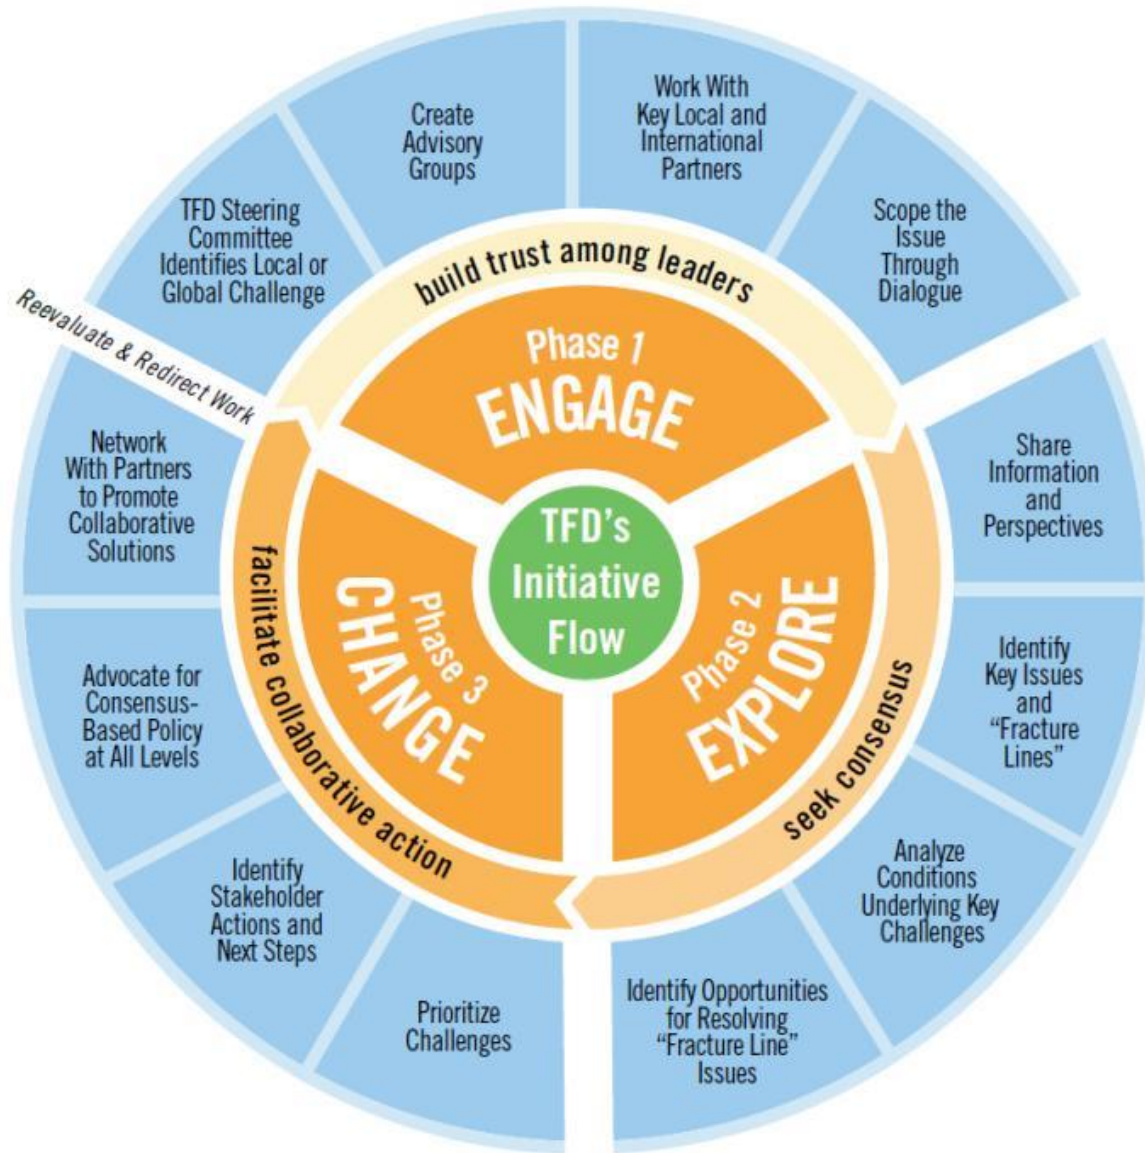 TFD's
Initiative
Flow
Phase 1
ENGAGE
build trust among leaders
TFD Steering
Committee
Identifies Local or
Global Challenge
Create
Advisory
Groups
Work With
Key Local and
International
Partners
Scope the
Issue
Through
Dialogue
Phase 2
EXPLORE
seek consensus
Share
Information
and
Perspectives
Identify
Key Issues
and
“Fracture
Lines”
Analyze
Conditions
Underlying Key
Challenges
Identify Opportunities
for Resolving
“Fracture Line”
Issues
Phase 3
CHANGE
facilitate collaborative action
Prioritize
Challenges
Identify
Stakeholder
Actions and
Next Steps
Advocate for
Consensus-
Based Policy
at All Levels
Network
With Partners
to Promote
Collaborative
Solutions
Reevaluate & Redirect Work